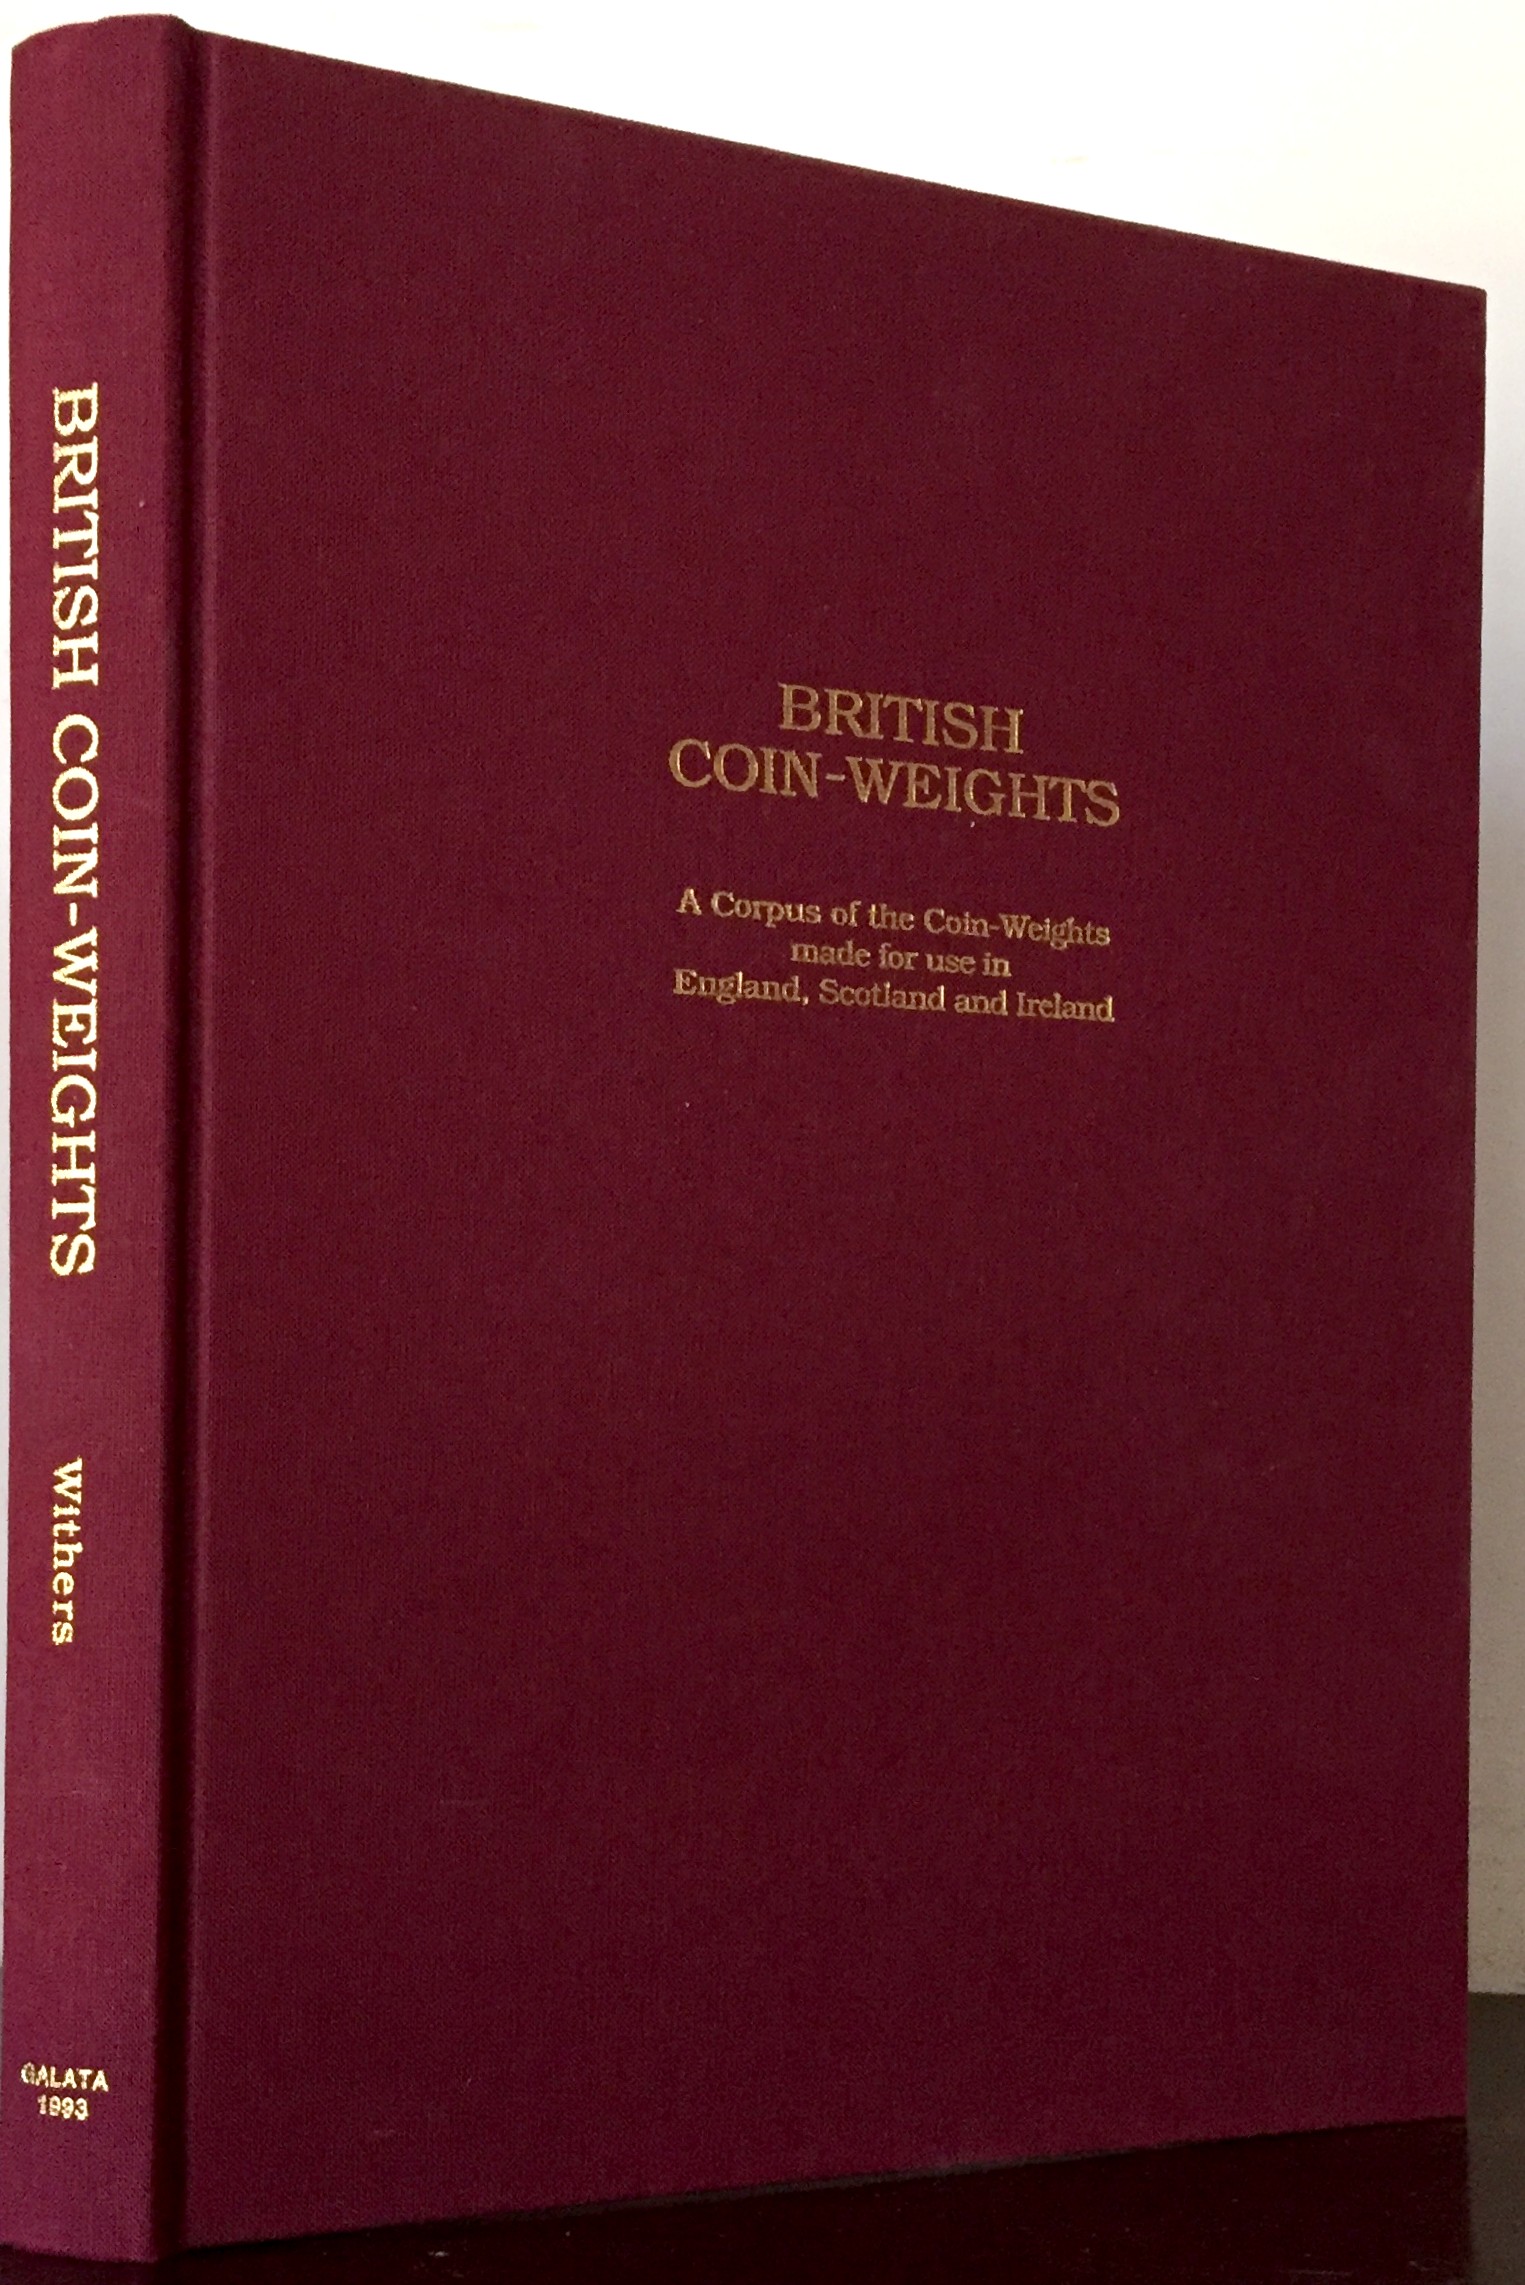 BRITISH COIN-WEIGHTS
Withers
GALATA
1993
BRITISH
COIN-WEIGHTS
A Corpus of the Coin-Weights
made for use in
England, Scotland and Ireland